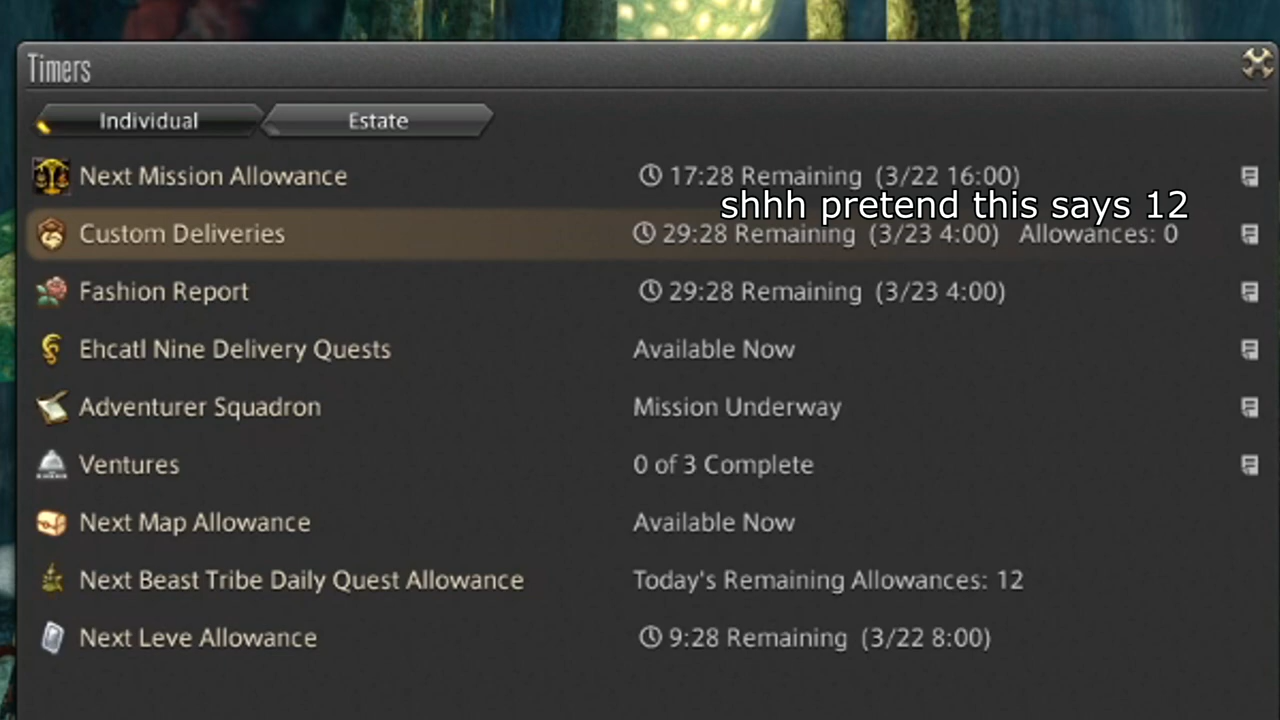 Timers
Individual Estate
Next Mission Allowance 17:28 Remaining (3/22 16:00)
shhh pretend this says 12
Custom Deliveries 29:28 Remaining (3/23 4:00) Allowances: 0
Fashion Report 29:28 Remaining (3/23 4:00)
Ehcatl Nine Delivery Quests Available Now
Adventurer Squadron Mission Underway
Ventures 0 of 3 Complete
Next Map Allowance Available Now
Next Beast Tribe Daily Quest Allowance Today's Remaining Allowances: 12
Next Leve Allowance 9:28 Remaining (3/22 8:00)